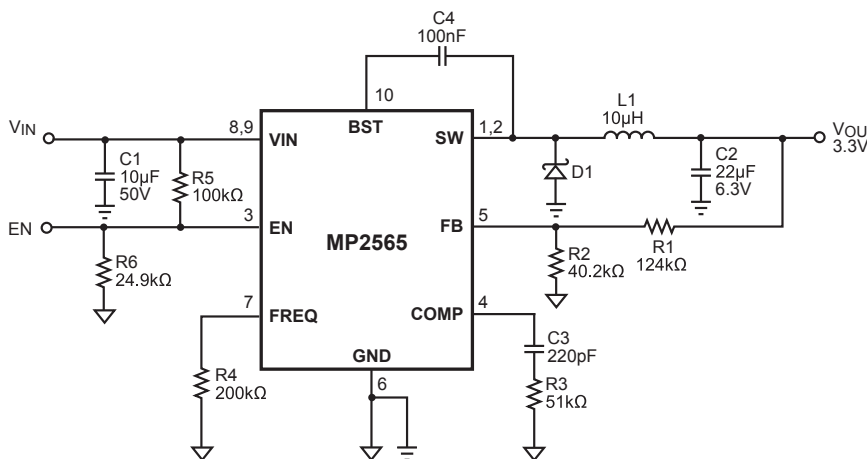 C4
100nF
10
BST
VIN
8,9
VIN
SW
1,2
L1
10µH
VOU
3.3V
C1
10µF
50V
R5
100kΩ
D1
C2
22µF
6.3V
EN
3
EN
MP2565
FB
5
R1
124kΩ
R6
24.9kΩ
R2
40.2kΩ
7
FREQ
COMP
4
C3
220pF
GND
6
R4
200kΩ
R3
51kΩ